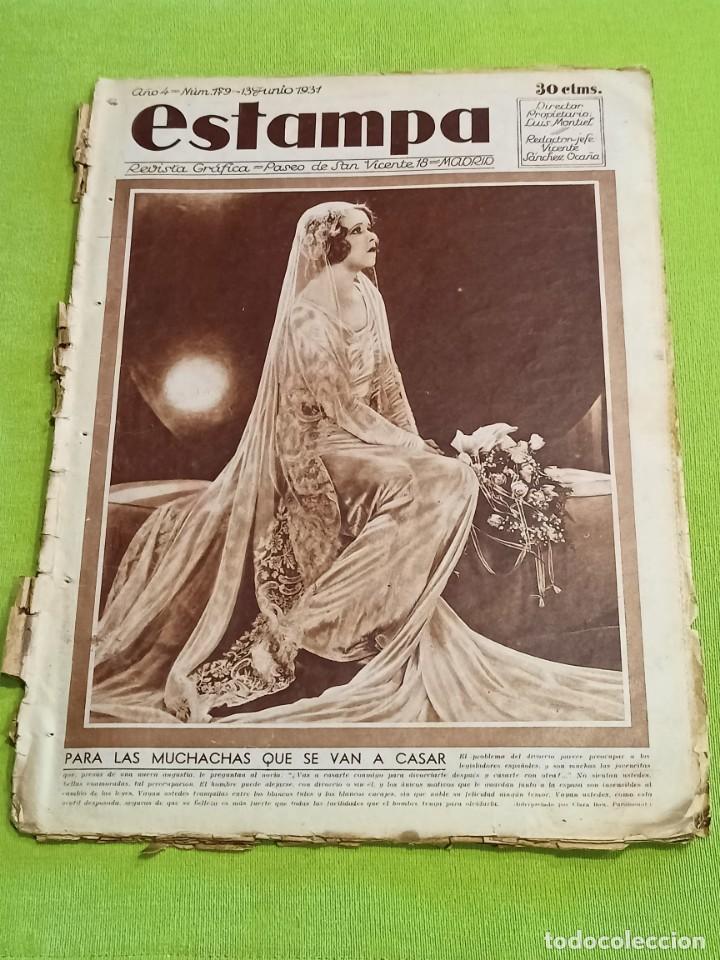 Año 4 = Núm. 179 - 13 Junio 1931
30 ctms.
estampa
Director
Propietario:
Luis Montiel
Redactor-jefe
Vicente
Sánchez Ocaña
Revista Gráfica = Paseo de San Vicente 18 = MADRID
PARA LAS MUCHACHAS QUE SE VAN A CASAR
El problema del divorcio parece preocupar a los
legisladores españoles, y son muchas las jovencitas
que, presas de una nueva angustia, le preguntan al novio: "¿Vas a casarte conmigo para divorciarte después y casarte con otra?..." No sientan ustedes,
bellas enamoradas, tal preocupación. El hombre puede alejarse, con divorcio o sin él, y los únicos motivos que le guardan junto a la esposa son insensibles al
cambio de las leyes. Vayan ustedes tranquilas entre los blancos tules y los blancos encajes, sin que nuble su felicidad ningún temor. Vayan ustedes, como esta
gentil desposada, seguras de que su belleza es más fuerte que todas las facilidades que el hombre tenga para olvidarla. (Interpretado por Clara Bow. Paramount.)
todocoleccion
todocoleccion.net